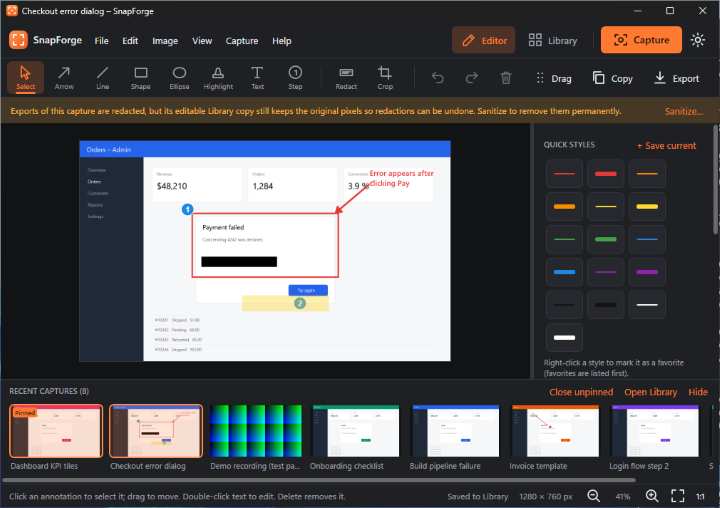 Checkout error dialog – SnapForge
SnapForge File Edit Image View Capture Help Editor Library Capture
Select Arrow Line Shape Ellipse Highlight Text Step Redact Crop Drag Copy Export
Exports of this capture are redacted, but its editable Library copy still keeps the original pixels so redactions can be undone. Sanitize to remove them permanently. Sanitize...
Orders – Admin
Overview
Orders
Customers
Reports
Settings
Revenue Orders
$48,210 1,284 3.9 %
Error appears after
clicking Pay
1
Payment failed
Try again
2
QUICK STYLES + Save current
Right-click a style to mark it as a favorite
(favorites are listed first).
RECENT CAPTURES (8) Close unpinned Open Library Hide
Pinned
Dashboard KPI tiles Checkout error dialog Demo recording (test pa... Onboarding checklist Build pipeline failure Invoice template Login flow step 2 S
Click an annotation to select it; drag to move. Double-click text to edit. Delete removes it. Saved to Library 1280 × 760 px 41% 1:1